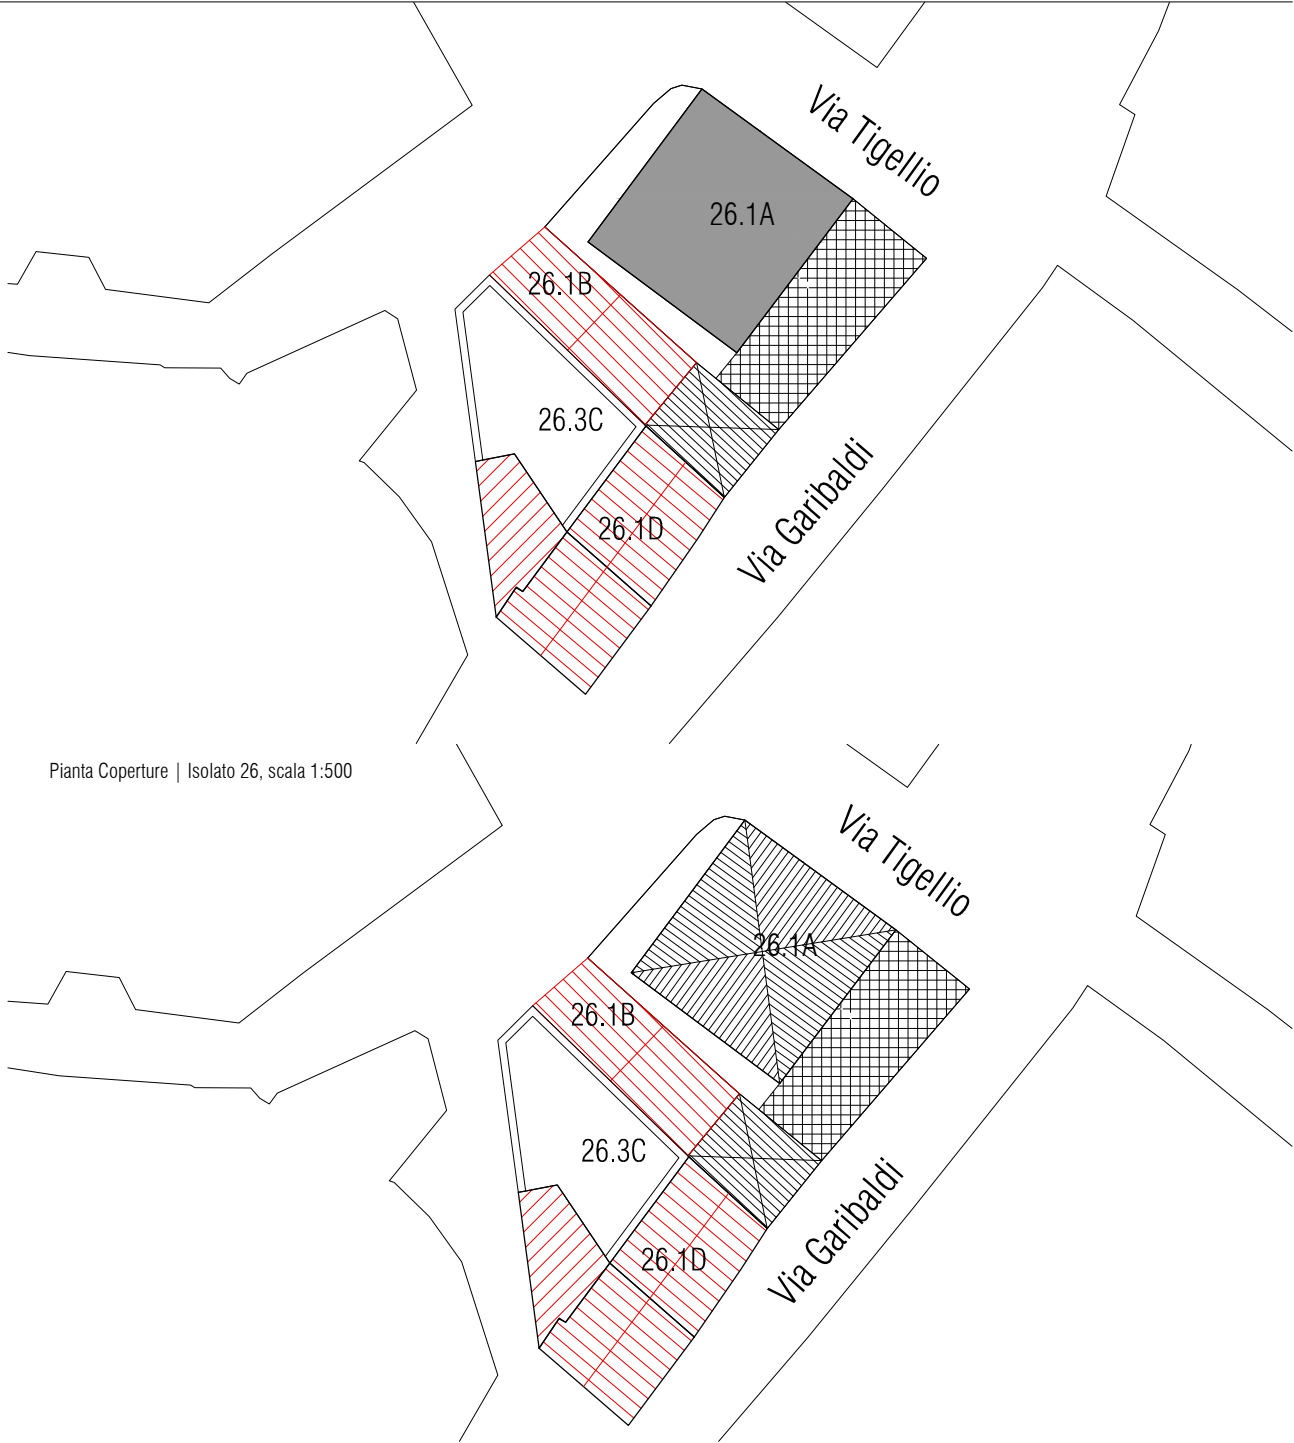 Via Tigellio
26.1A
26.1B
26.3C
26.1D
Via Garibaldi
Pianta Coperture | Isolato 26, scala 1:500
Via Tigellio
26.1A
26.1B
26.3C
26.1D
Via Garibaldi